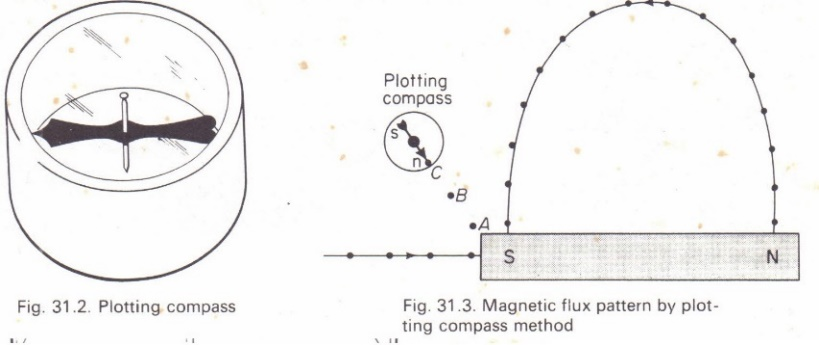 Plotting
compass
s
n
C
B
A
S
N
Fig. 31.2. Plotting compass
Fig. 31.3. Magnetic flux pattern by plot-
ting compass method